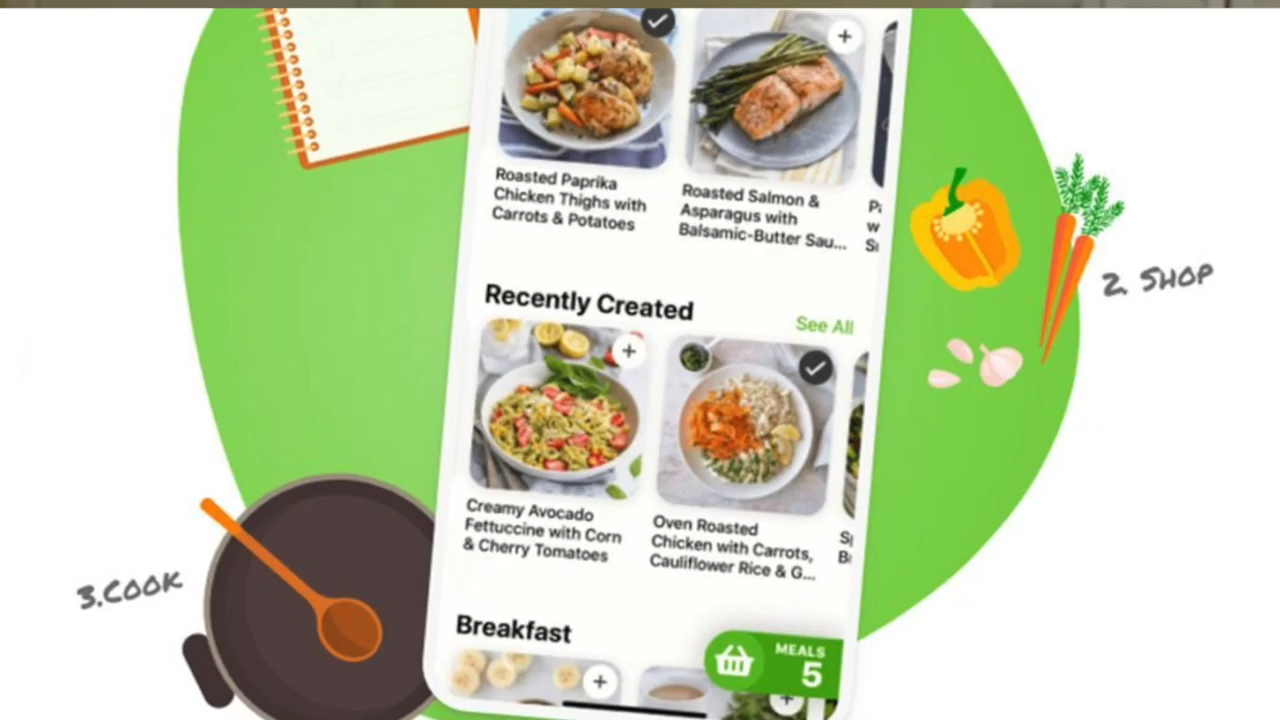 Roasted Paprika
Chicken Thighs with
Carrots & Potatoes
Roasted Salmon &
Asparagus with
Balsamic-Butter Sau...
2. SHOP
Recently Created
See All
Creamy Avocado
Fettuccine with Corn
& Cherry Tomatoes
Oven Roasted
Chicken with Carrots,
Cauliflower Rice & G...
3.COOK
Breakfast
MEALS
5